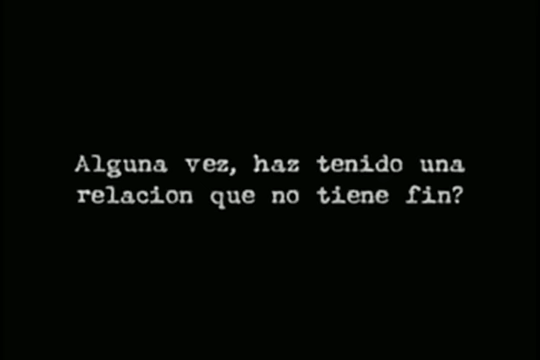 Alguna vez, haz tenido una
relacion que no tiene fin?